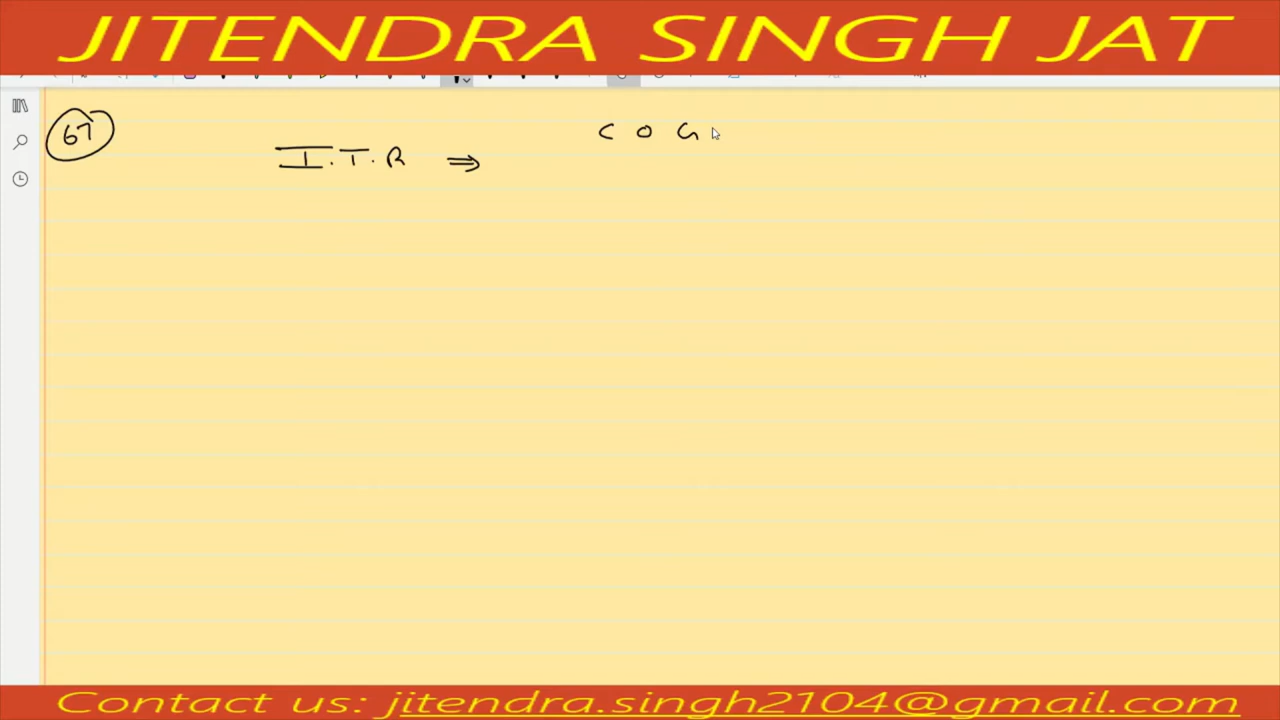 JITENDRA SINGH JAT
67
C O G
I.T.R ⇒
Contact us: jitendra.singh2104@gmail.com